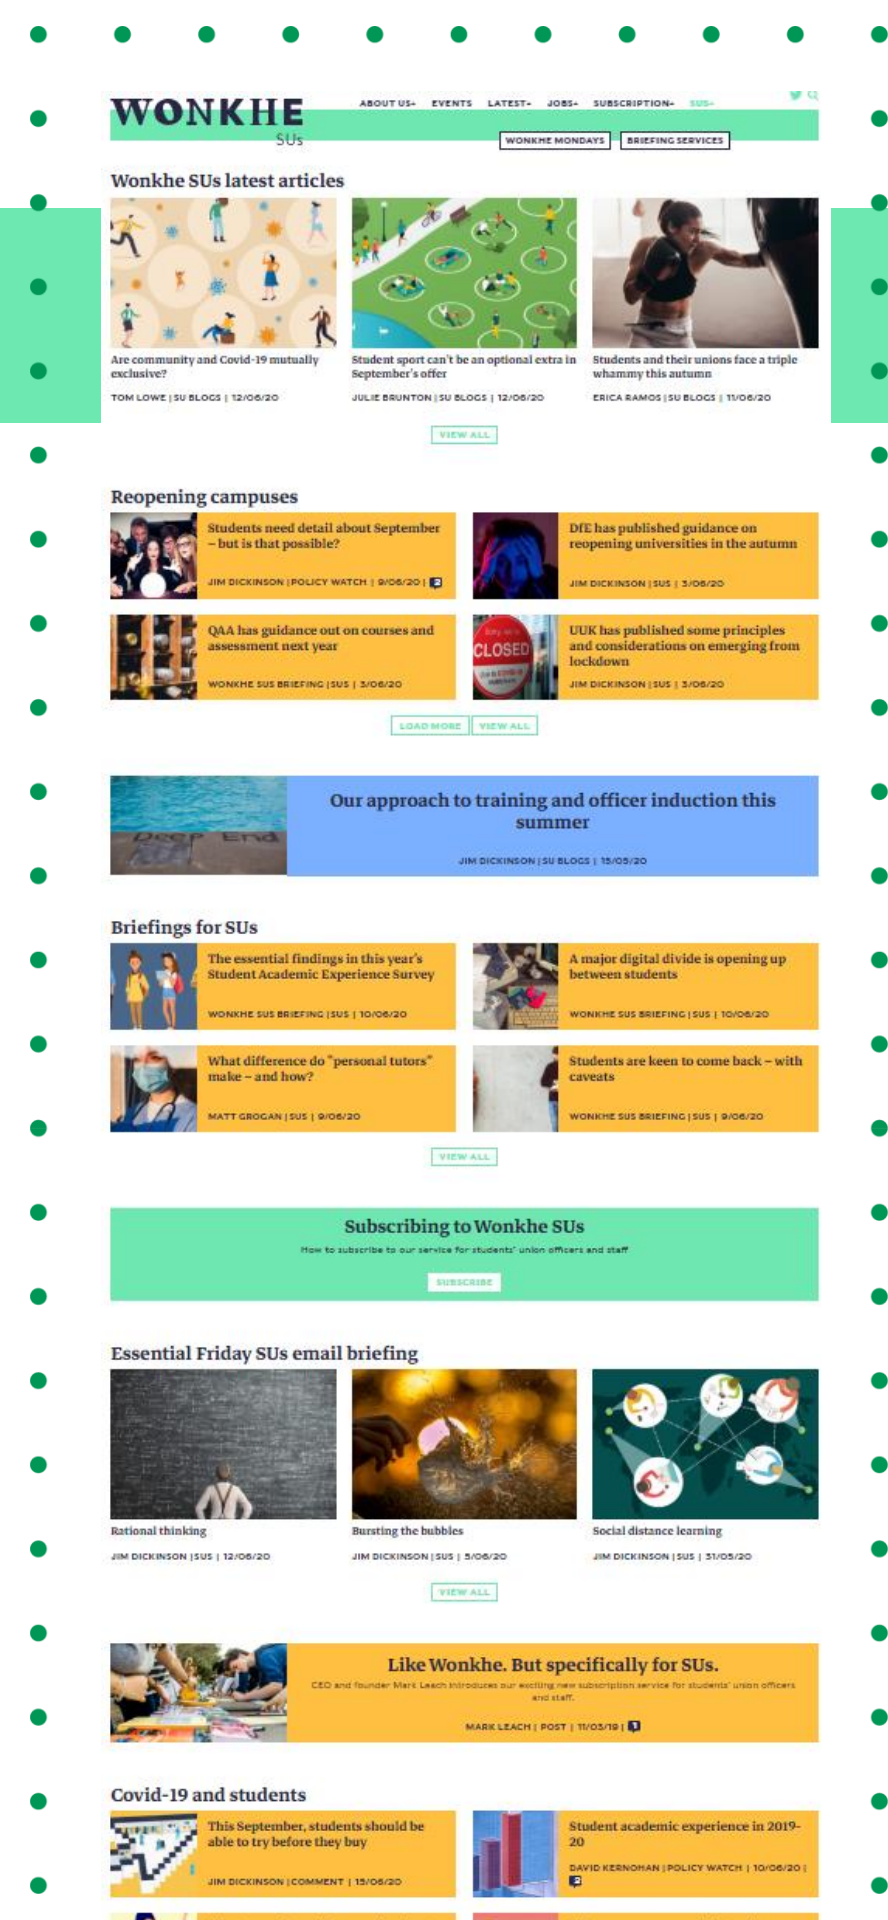 WONKHE
SUs
ABOUT US
EVENTS
LATEST
JOBS
SUBSCRIPTION
SUS
WONKHE MONDAYS
BRIEFING SERVICES
Wonkhe SUs latest articles
Are community and Covid-19 mutually
exclusive?
TOM LOWE | SU BLOGS | 12/06/20
Student sport can't be an optional extra in
September's offer
JULIE BRUNTON | SU BLOGS | 12/06/20
Students and their unions face a triple
whammy this autumn
ERICA RAMOS | SU BLOGS | 11/06/20
VIEW ALL
Reopening campuses
Students need detail about September
– but is that possible?
JIM DICKINSON | POLICY WATCH | 9/06/20 | 2
DfE has published guidance on
reopening universities in the autumn
JIM DICKINSON | SUS | 3/06/20
QAA has guidance out on courses and
assessment next year
WONKHE SUS BRIEFING | SUS | 3/06/20
CLOSED
UUK has published some principles
and considerations on emerging from
lockdown
JIM DICKINSON | SUS | 3/06/20
LOAD MORE
VIEW ALL
Deep End
Our approach to training and officer induction this
summer
JIM DICKINSON | SU BLOGS | 15/05/20
Briefings for SUs
The essential findings in this year's
Student Academic Experience Survey
WONKHE SUS BRIEFING | SUS | 10/06/20
A major digital divide is opening up
between students
WONKHE SUS BRIEFING | SUS | 10/06/20
What difference do "personal tutors"
make – and how?
MATT GROGAN | SUS | 9/06/20
Students are keen to come back – with
caveats
WONKHE SUS BRIEFING | SUS | 9/06/20
VIEW ALL
Subscribing to Wonkhe SUs
How to subscribe to our service for students' union officers and staff
SUBSCRIBE
Essential Friday SUs email briefing
Rational thinking
JIM DICKINSON | SUS | 12/06/20
Bursting the bubbles
JIM DICKINSON | SUS | 5/06/20
Social distance learning
JIM DICKINSON | SUS | 31/05/20
VIEW ALL
Like Wonkhe. But specifically for SUs.
CEO and founder Mark Leach introduces our exciting new subscription service for students' union officers
and staff.
MARK LEACH | POST | 11/03/19 | 1
Covid-19 and students
This September, students should be
able to try before they buy
JIM DICKINSON | COMMENT | 15/06/20
Student academic experience in 2019-
20
DAVID KERNOHAN | POLICY WATCH | 10/06/20 |
2